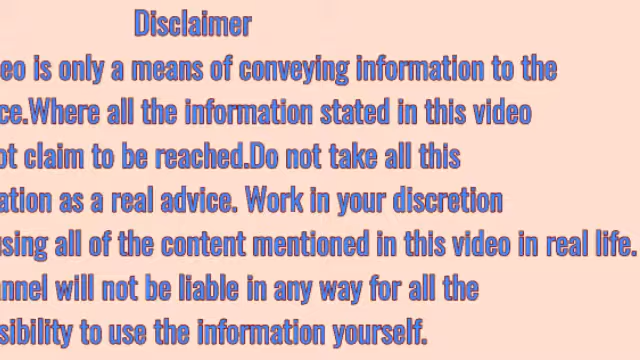 Disclaimer
eo is only a means of conveying information to the
ce.Where all the information stated in this video
ot claim to be reached.Do not take all this
ation as a real advice. Work in your discretion
using all of the content mentioned in this video in real life.
annel will not be liable in any way for all the
sibility to use the information yourself.